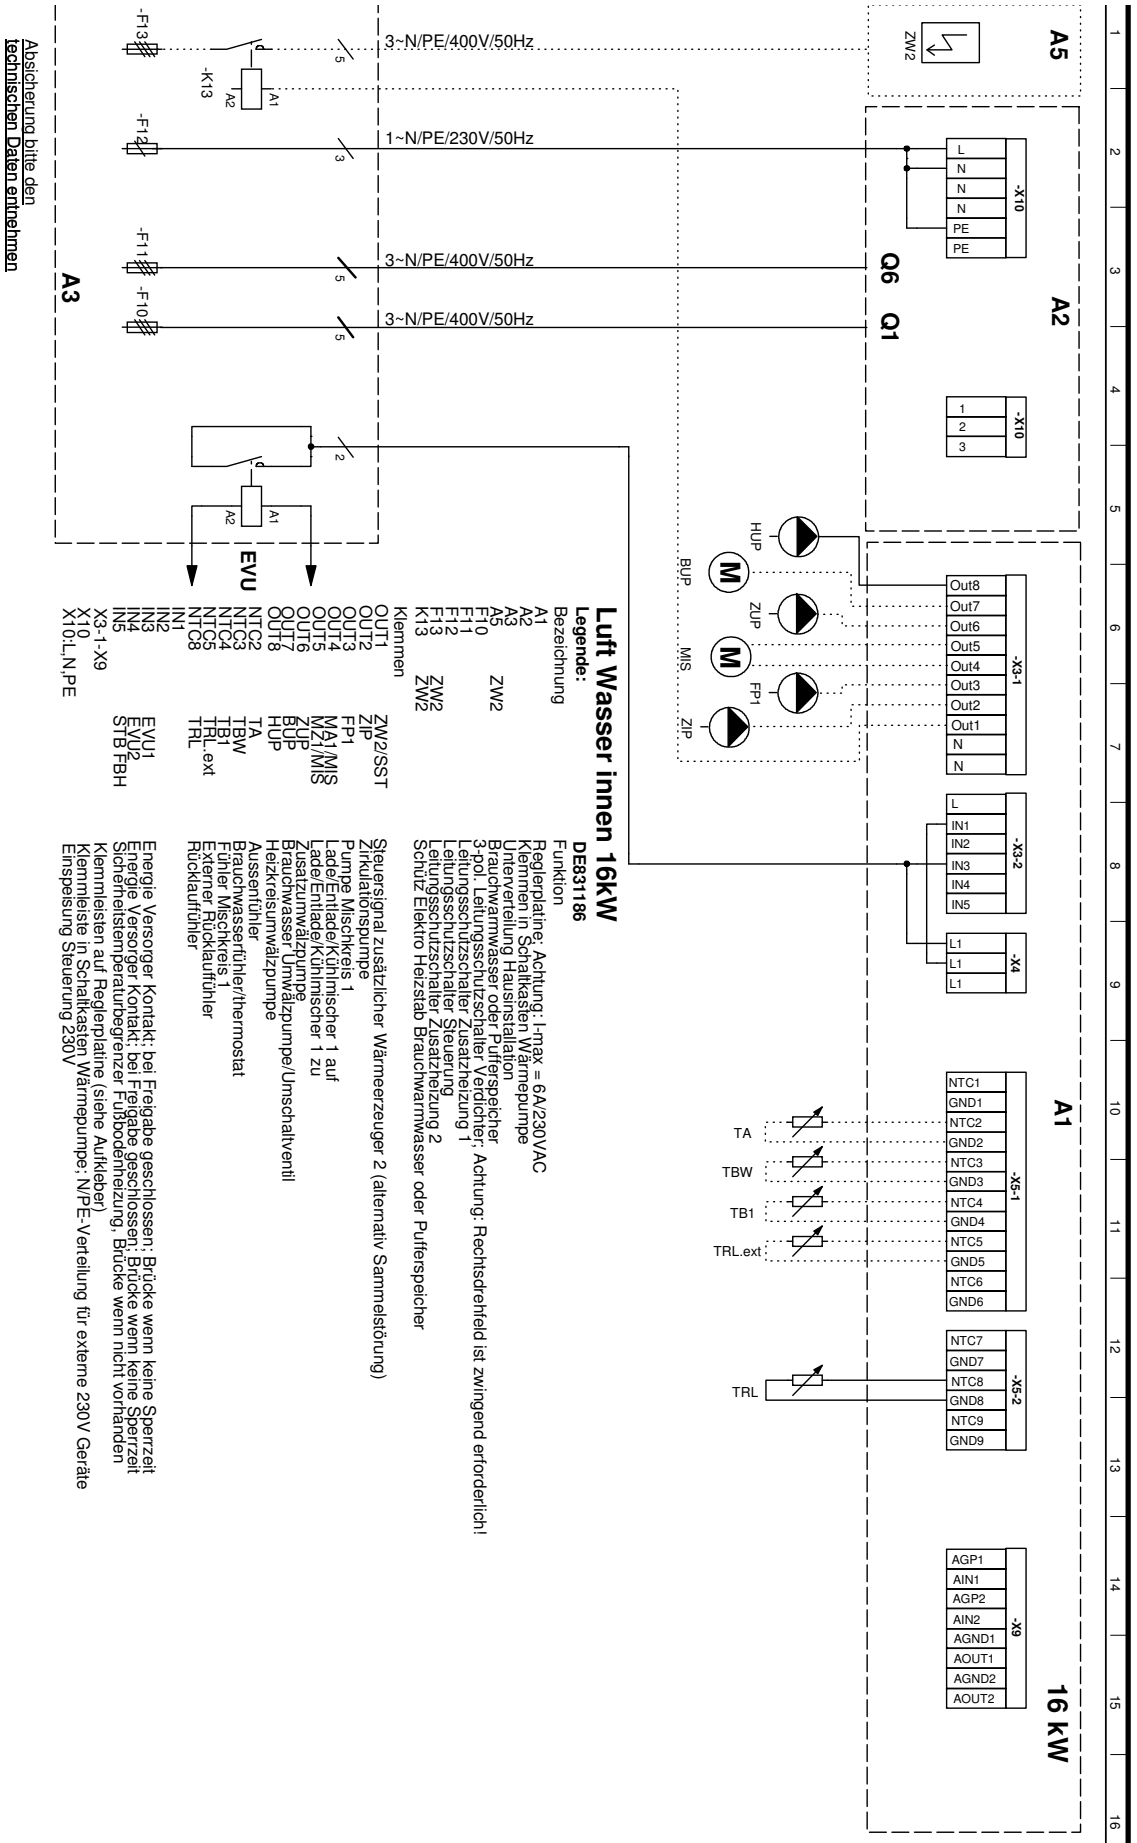 1
2
3
4
5
6
7
8
9
10
11
12
13
14
15
16
A5
ZW2
A2
-X10
L
N
N
N
PE
PE
-X10
1
2
3
Q6
Q1
A1
16 kW
-X3-1
Out8
Out7
Out6
Out5
Out4
Out3
Out2
Out1
N
N
-X3-2
L
IN1
IN2
IN3
IN4
IN5
-X4
L1
L1
L1
-X5-1
NTC1
GND1
NTC2
GND2
NTC3
GND3
NTC4
GND4
NTC5
GND5
NTC6
GND6
-X5-2
NTC7
GND7
NTC8
GND8
NTC9
GND9
-X9
AGP1
AIN1
AGP2
AIN2
AGND1
AOUT1
AGND2
AOUT2
HUP
M
BUP
ZUP
M
MIS
FP1
ZIP
TA
TBW
TB1
TRL.ext
TRL
3~N/PE/400V/50Hz
1~N/PE/230V/50Hz
3~N/PE/400V/50Hz
3~N/PE/400V/50Hz
5
3
5
5
2
-F13
-K13
A1
A2
-F12
-F11
-F10
A1
A2
EVU
A3
Absicherung bitte den
technischen Daten entnehmen
Luft Wasser innen 16kW
Legende: DE831186
Bezeichnung Funktion
A1 Reglerplatine; Achtung: I-max = 6A/230VAC
A2 Klemmen in Schaltkasten Wärmepumpe
A3 Unterverteilung Hausinstallation
A5 ZW2 Brauchwarmwasser oder Pufferspeicher
F10 3-pol. Leitungsschutzschalter Verdichter; Achtung: Rechtsdrehfeld ist zwingend erforderlich!
F11 Leitungsschutzschalter Zusatzheizung 1
F12 Leitungsschutzschalter Steuerung
F13 ZW2 Leitungsschutzschalter Zusatzheizung 2
K13 ZW2 Schütz Elektro Heizstab Brauchwarmwasser oder Pufferspeicher
Klemmen
OUT1 ZW2/SST Steuersignal zusätzlicher Wärmeerzeuger 2 (alternativ Sammelstörung)
OUT2 ZIP Zirkulationspumpe
OUT3 FP1 Pumpe Mischkreis 1
OUT4 MA1/MIS Lade/Entlade/Kühlmischer 1 auf
OUT5 MZ1/MIS Lade/Entlade/Kühlmischer 1 zu
OUT6 ZUP Zusatzumwälzpumpe
OUT7 BUP Brauchwasser Umwälzpumpe/Umschaltventil
OUT8 HUP Heizkreisumwälzpumpe
NTC2 TA Aussenfühler
NTC3 TBW Brauchwasserfühler/thermostat
NTC4 TB1 Fühler Mischkreis 1
NTC5 TRL.ext Externer Rücklauffühler
NTC8 TRL Rücklauffühler
IN1
IN2
IN3 EVU1 Energie Versorger Kontakt; bei Freigabe geschlossen; Brücke wenn keine Sperrzeit
IN4 EVU2 Energie Versorger Kontakt; bei Freigabe geschlossen; Brücke wenn keine Sperrzeit
IN5 STB FBH Sicherheitstemperaturbegrenzer Fußbodenheizung, Brücke wenn nicht vorhanden
X3-1-X9 Klemmleisten auf Reglerplatine (siehe Aufkleber)
X10 Klemmleiste in Schaltkasten Wärmepumpe; N/PE-Verteilung für externe 230V Geräte
X10:L,N,PE Einspeisung Steuerung 230V